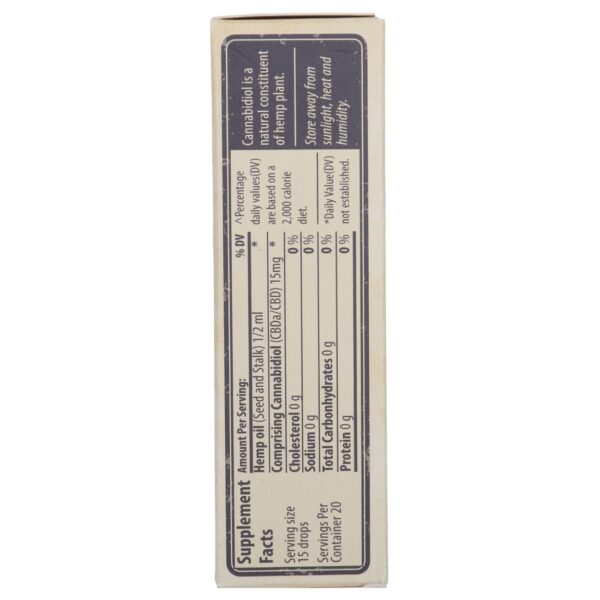 Supplement
Facts
Serving size
15 drops
Servings Per
Container 20
Amount Per Serving: % DV
Hemp oil (Seed and Stalk) 1/2 ml *
Comprising Cannabidiol (CBDa/CBD) 15mg *
Cholesterol 0 g 0 %
Sodium 0 g 0 %
Total Carbonhydrates 0 g 0 %
Protein 0 g 0 %
^Percentage
daily values(DV)
are based on a
2,000 calorie
diet.
*Daily Value(DV)
not established.
Cannabidiol is a
natural constituent
of hemp plant.
Store away from
sunlight, heat and
humidity.